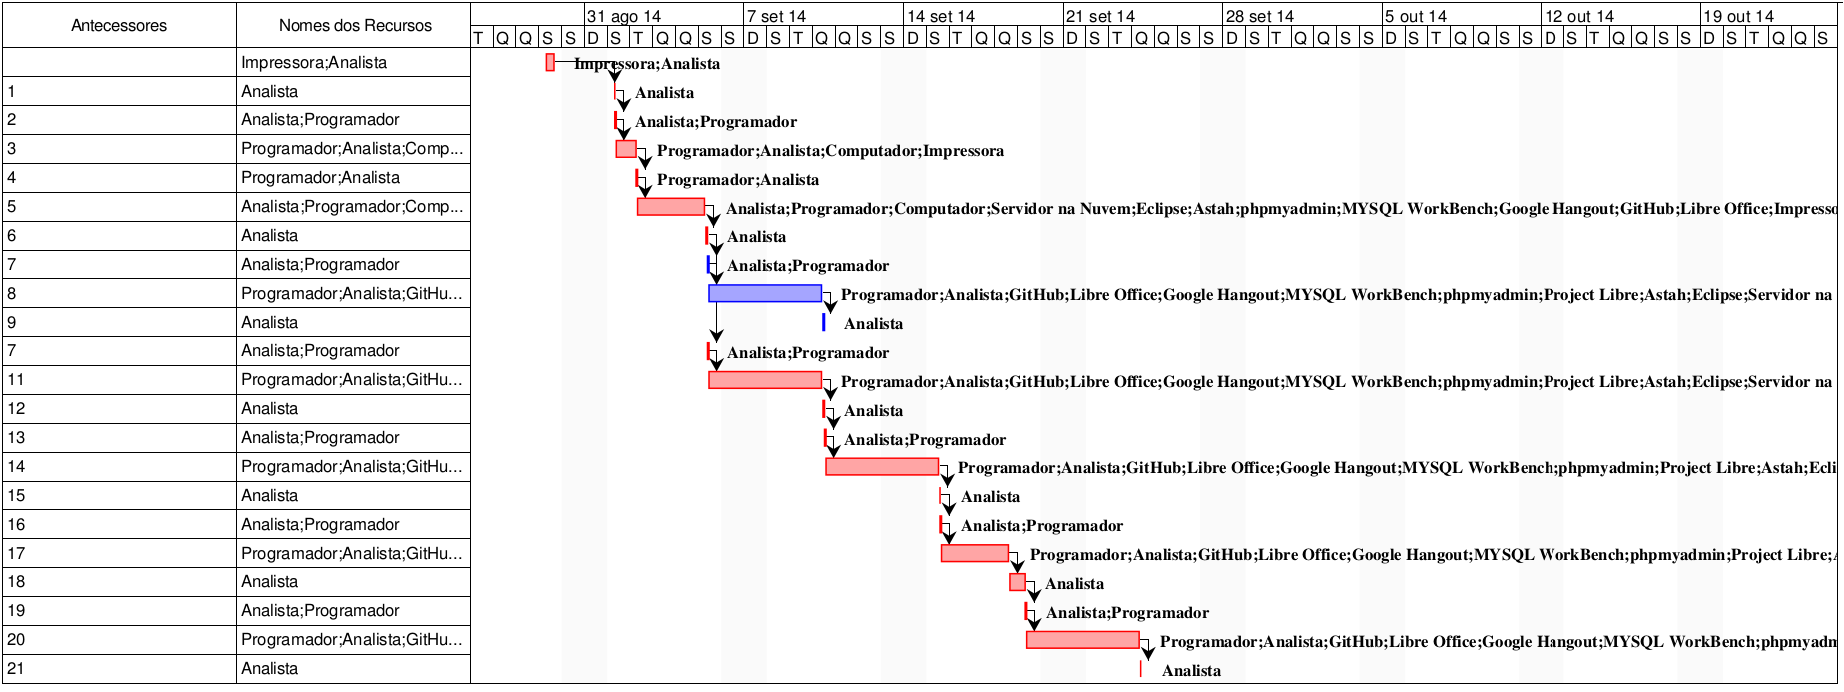 Antecessores Nomes dos Recursos 31 ago 14 7 set 14 14 set 14 21 set 14 28 set 14 5 out 14 12 out 14 19 out 14
T Q Q S S D S T Q Q S S D S T Q Q S S D S T Q Q S S D S T Q Q S S D S T Q Q S S D S T Q Q S S D S T Q Q S S D S T Q Q S
Impressora;Analista Impressora;Analista
1 Analista Analista
2 Analista;Programador Analista;Programador
3 Programador;Analista;Comp... Programador;Analista;Computador;Impressora
4 Programador;Analista Programador;Analista
5 Analista;Programador;Comp... Analista;Programador;Computador;Servidor na Nuvem;Eclipse;Astah;phpmyadmin;MYSQL WorkBench;Google Hangout;GitHub;Libre Office;Impresso
6 Analista Analista
7 Analista;Programador Analista;Programador
8 Programador;Analista;GitHu... Programador;Analista;GitHub;Libre Office;Google Hangout;MYSQL WorkBench;phpmyadmin;Project Libre;Astah;Eclipse;Servidor na
9 Analista Analista
7 Analista;Programador Analista;Programador
11 Programador;Analista;GitHu... Programador;Analista;GitHub;Libre Office;Google Hangout;MYSQL WorkBench;phpmyadmin;Project Libre;Astah;Eclipse;Servidor na
12 Analista Analista
13 Analista;Programador Analista;Programador
14 Programador;Analista;GitHu... Programador;Analista;GitHub;Libre Office;Google Hangout;MYSQL WorkBench;phpmyadmin;Project Libre;Astah;Ecli
15 Analista Analista
16 Analista;Programador Analista;Programador
17 Programador;Analista;GitHu... Programador;Analista;GitHub;Libre Office;Google Hangout;MYSQL WorkBench;phpmyadmin;Project Libre;
18 Analista Analista
19 Analista;Programador Analista;Programador
20 Programador;Analista;GitHu... Programador;Analista;GitHub;Libre Office;Google Hangout;MYSQL WorkBench;phpmyadm
21 Analista Analista